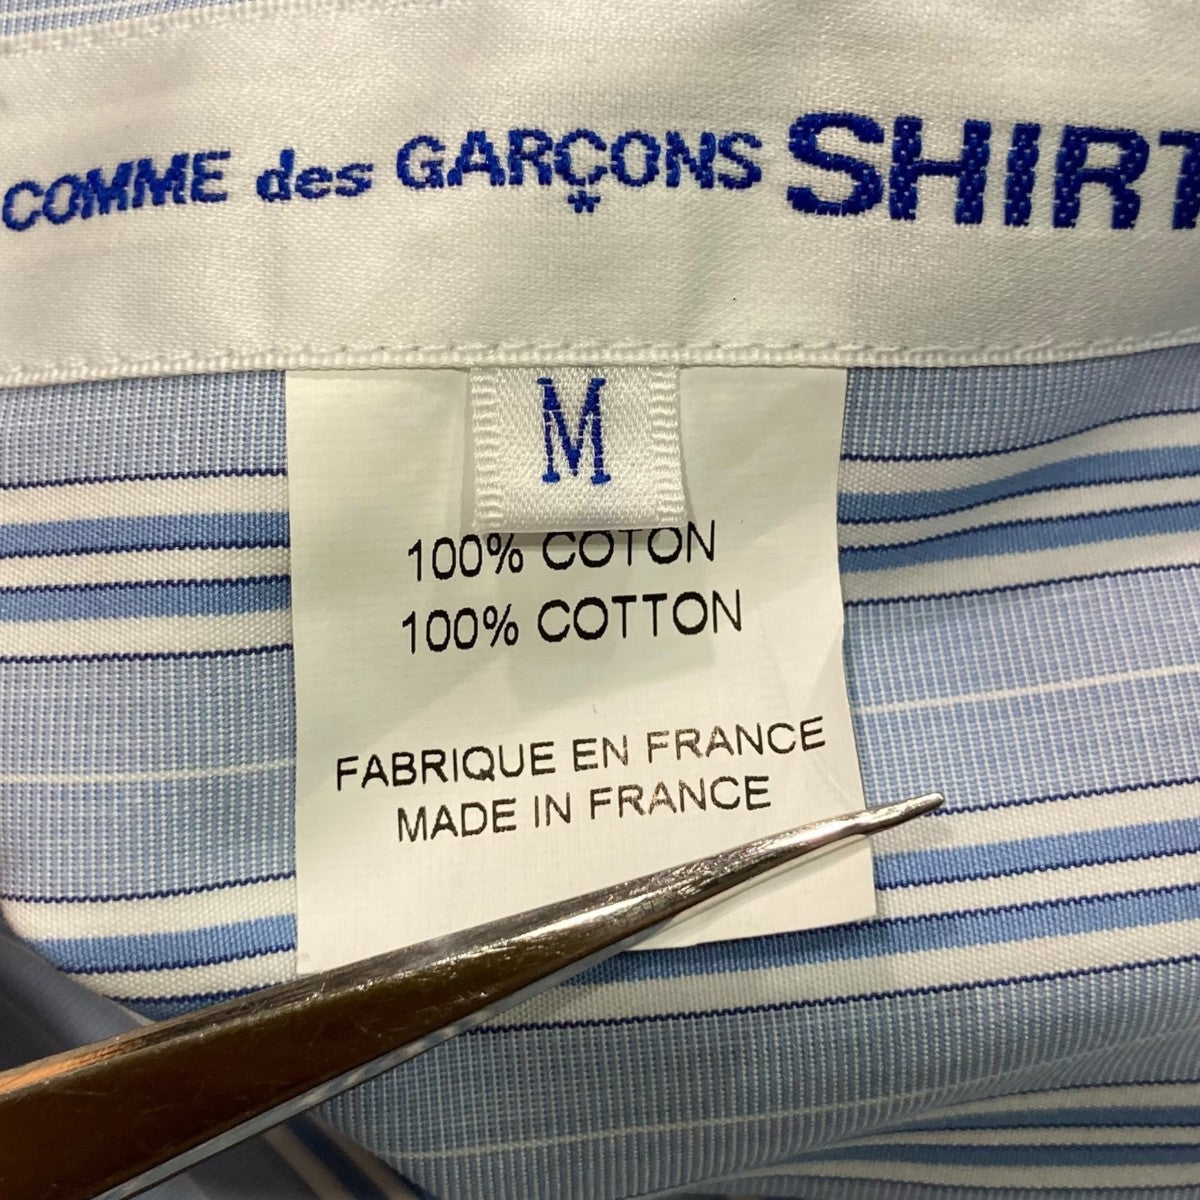 COMME des GARÇONS SHIRT
*
M
100% COTON
100% COTTON
FABRIQUE EN FRANCE
MADE IN FRANCE